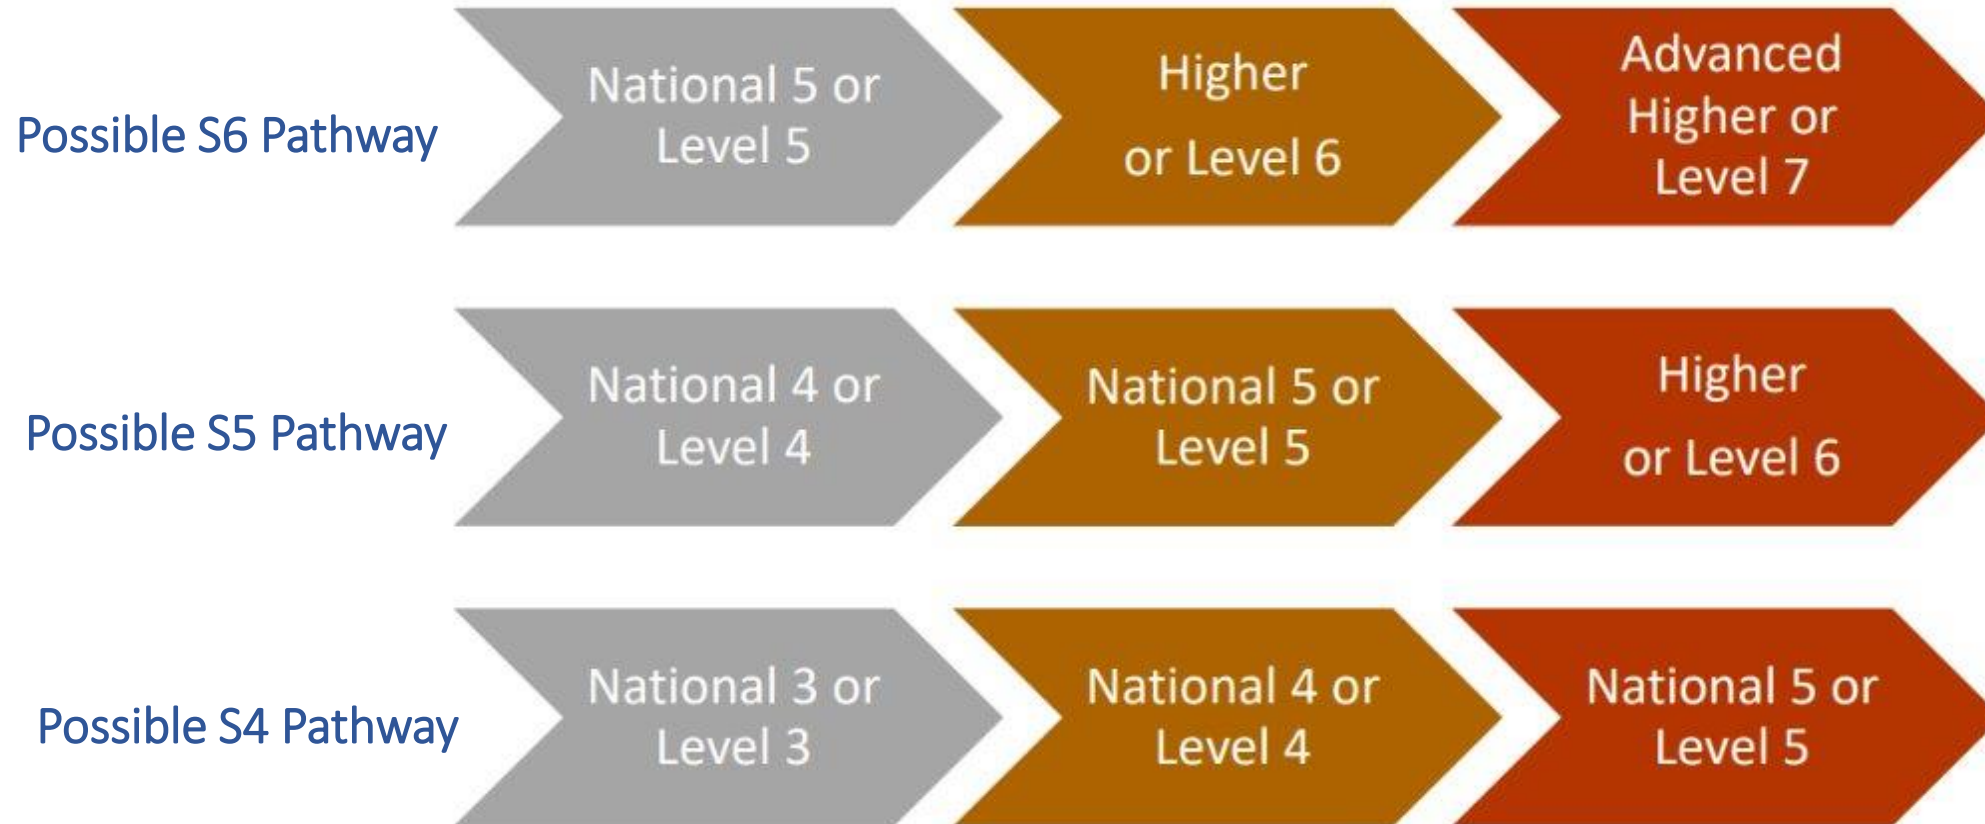 Possible S6 Pathway
National 5 or
Level 5
Higher
or Level 6
Advanced
Higher or
Level 7
Possible S5 Pathway
National 4 or
Level 4
National 5 or
Level 5
Higher
or Level 6
Possible S4 Pathway
National 3 or
Level 3
National 4 or
Level 4
National 5 or
Level 5